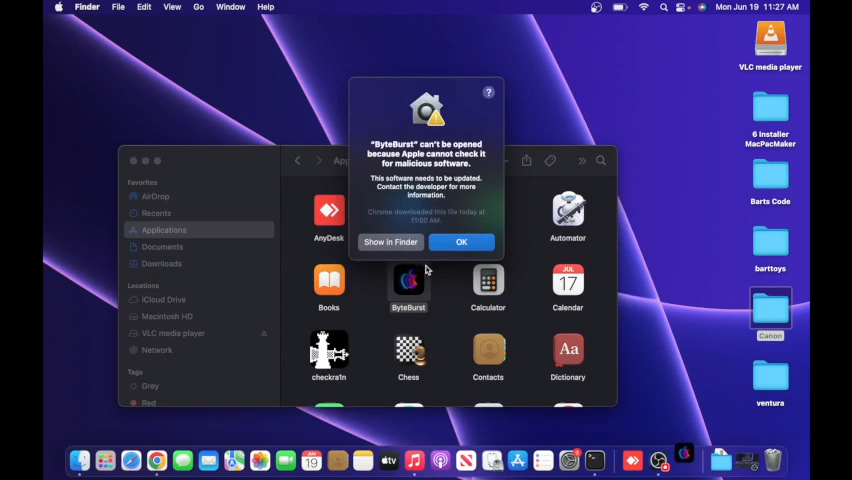 Finder File Edit View Go Window Help
Mon Jun 19 11:27 AM
VLC media player
6 Installer
MacPacMaker
Barts Code
barttoys
Canon
ventura
?
“ByteBurst” can’t be opened
because Apple cannot check it
for malicious software.
This software needs to be updated.
Contact the developer for more
information.
Chrome downloaded this file today at
11:00 AM.
Show in Finder
OK
Favorites
AirDrop
Recents
Applications
Documents
Downloads
Locations
iCloud Drive
Macintosh HD
VLC media player
Network
Tags
Grey
Red
AnyDesk
Automator
JUL
17
Books
ByteBurst
Calculator
Calendar
Aa
checkra1n
Chess
Contacts
Dictionary
JUN
19
tv